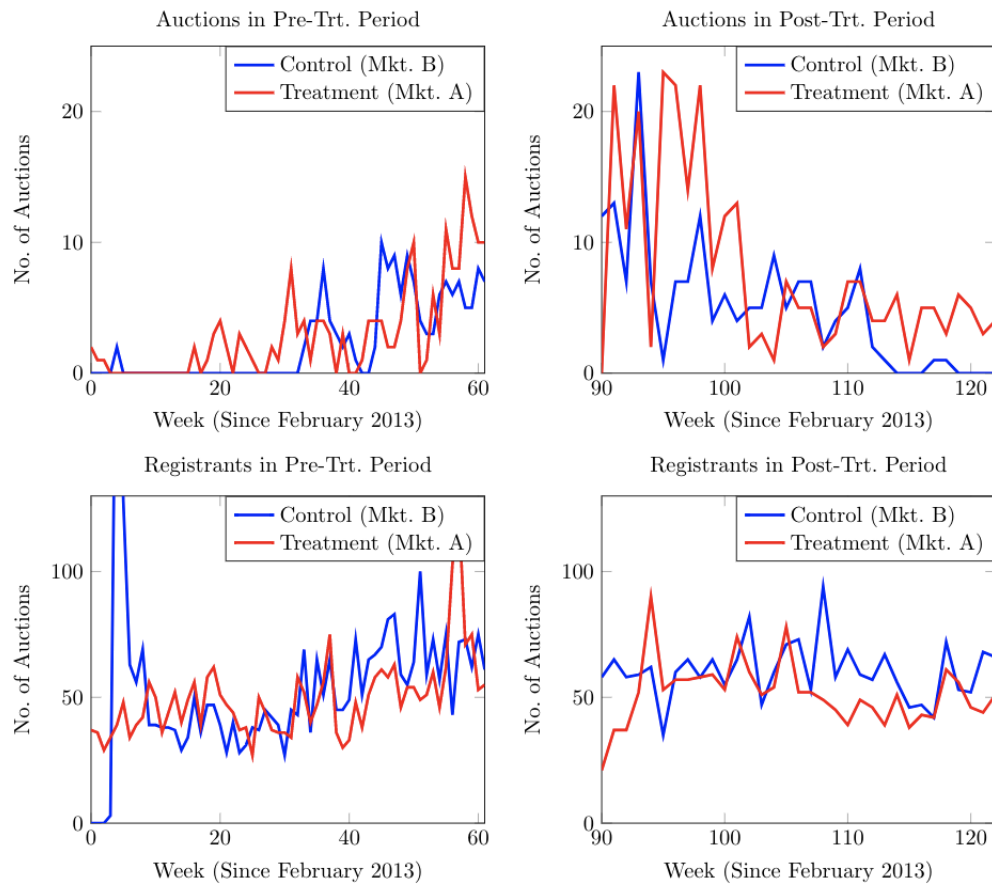 Auctions in Pre-Trt. Period
Control (Mkt. B)
Treatment (Mkt. A)
No. of Auctions
20
10
0
0 20 40 60
Week (Since February 2013)
Auctions in Post-Trt. Period
Control (Mkt. B)
Treatment (Mkt. A)
No. of Auctions
20
10
0
90 100 110 120
Week (Since February 2013)
Registrants in Pre-Trt. Period
Control (Mkt. B)
Treatment (Mkt. A)
No. of Auctions
100
50
0
0 20 40 60
Week (Since February 2013)
Registrants in Post-Trt. Period
Control (Mkt. B)
Treatment (Mkt. A)
No. of Auctions
100
50
0
90 100 110 120
Week (Since February 2013)